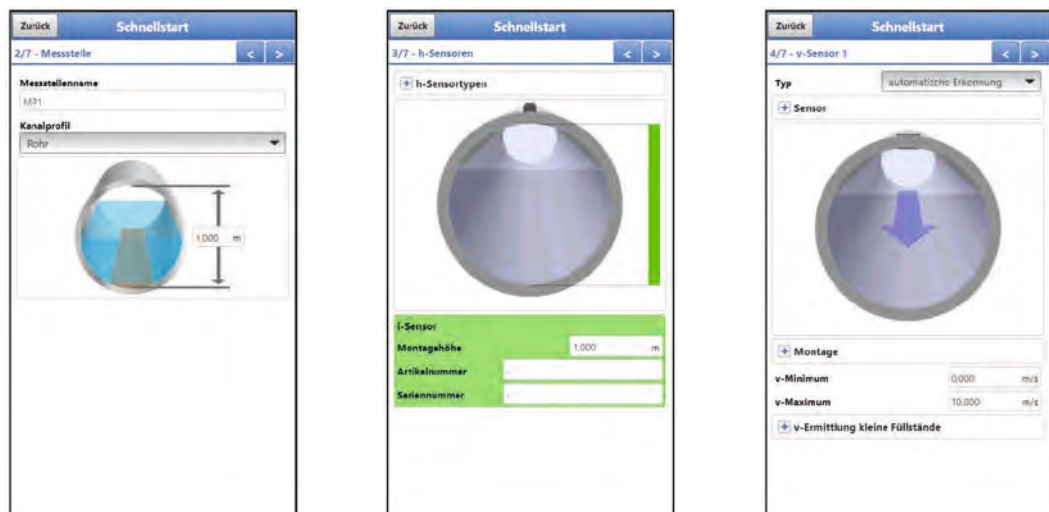 Zurück Schnellstart
2/7 - Messstelle < >
Messstellenname
MP1
Kanalprofil
Rohr
1,000 m
Zurück Schnellstart
3/7 - h-Sensoren < >
+ h-Sensortypen
i-Sensor
Montagehöhe 1,000 m
Artikelnummer -
Seriennummer -
Zurück Schnellstart
4/7 - v-Sensor 1 < >
Typ automatische Erkennung
+ Sensor
+ Montage
v-Minimum 0,000 m/s
v-Maximum 10,000 m/s
+ v-Ermittlung kleine Füllstände